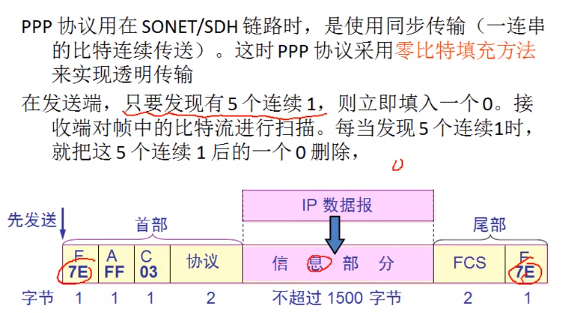 PPP 协议用在 SONET/SDH 链路时，是使用同步传输（一连串
的比特连续传送）。这时 PPP 协议采用零比特填充方法
来实现透明传输
在发送端，只要发现有 5 个连续 1，则立即填入一个 0。接
收端对帧中的比特流进行扫描。每当发现 5 个连续1时，
就把这 5 个连续 1 后的一个 0 删除，
IP 数据报
先发送 首部 尾部
F A C F
7E FF 03 协议 信 息 部 分 FCS 7E
字节 1 1 1 2 不超过 1500 字节 2 1